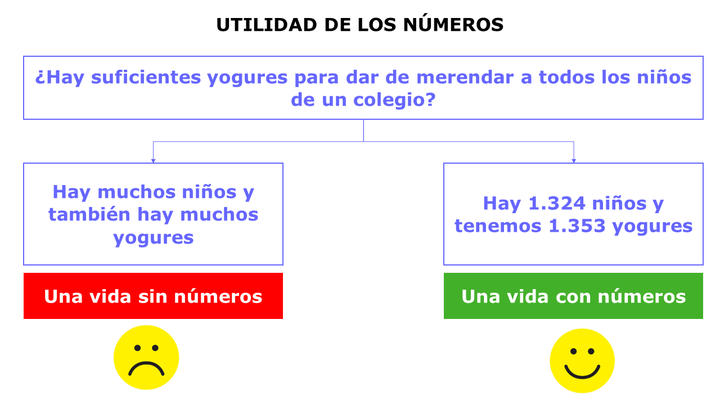 UTILIDAD DE LOS NÚMEROS
¿Hay suficientes yogures para dar de merendar a todos los niños
de un colegio?
Hay muchos niños y
también hay muchos
yogures
Hay 1.324 niños y
tenemos 1.353 yogures
Una vida sin números
Una vida con números